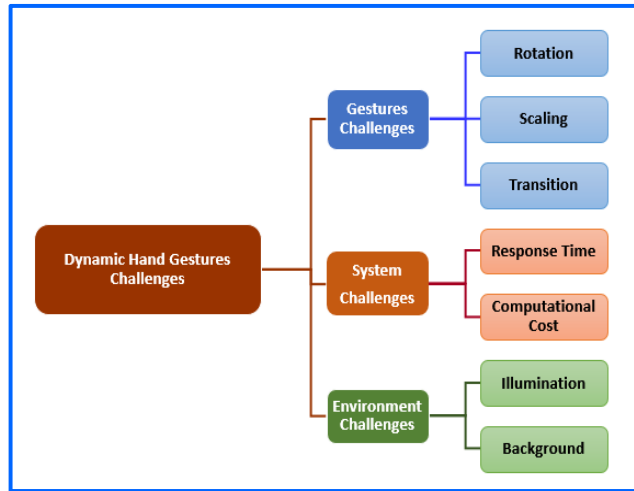 Dynamic Hand Gestures
Challenges
Gestures
Challenges
Rotation
Scaling
Transition
System
Challenges
Response Time
Computational
Cost
Environment
Challenges
Illumination
Background